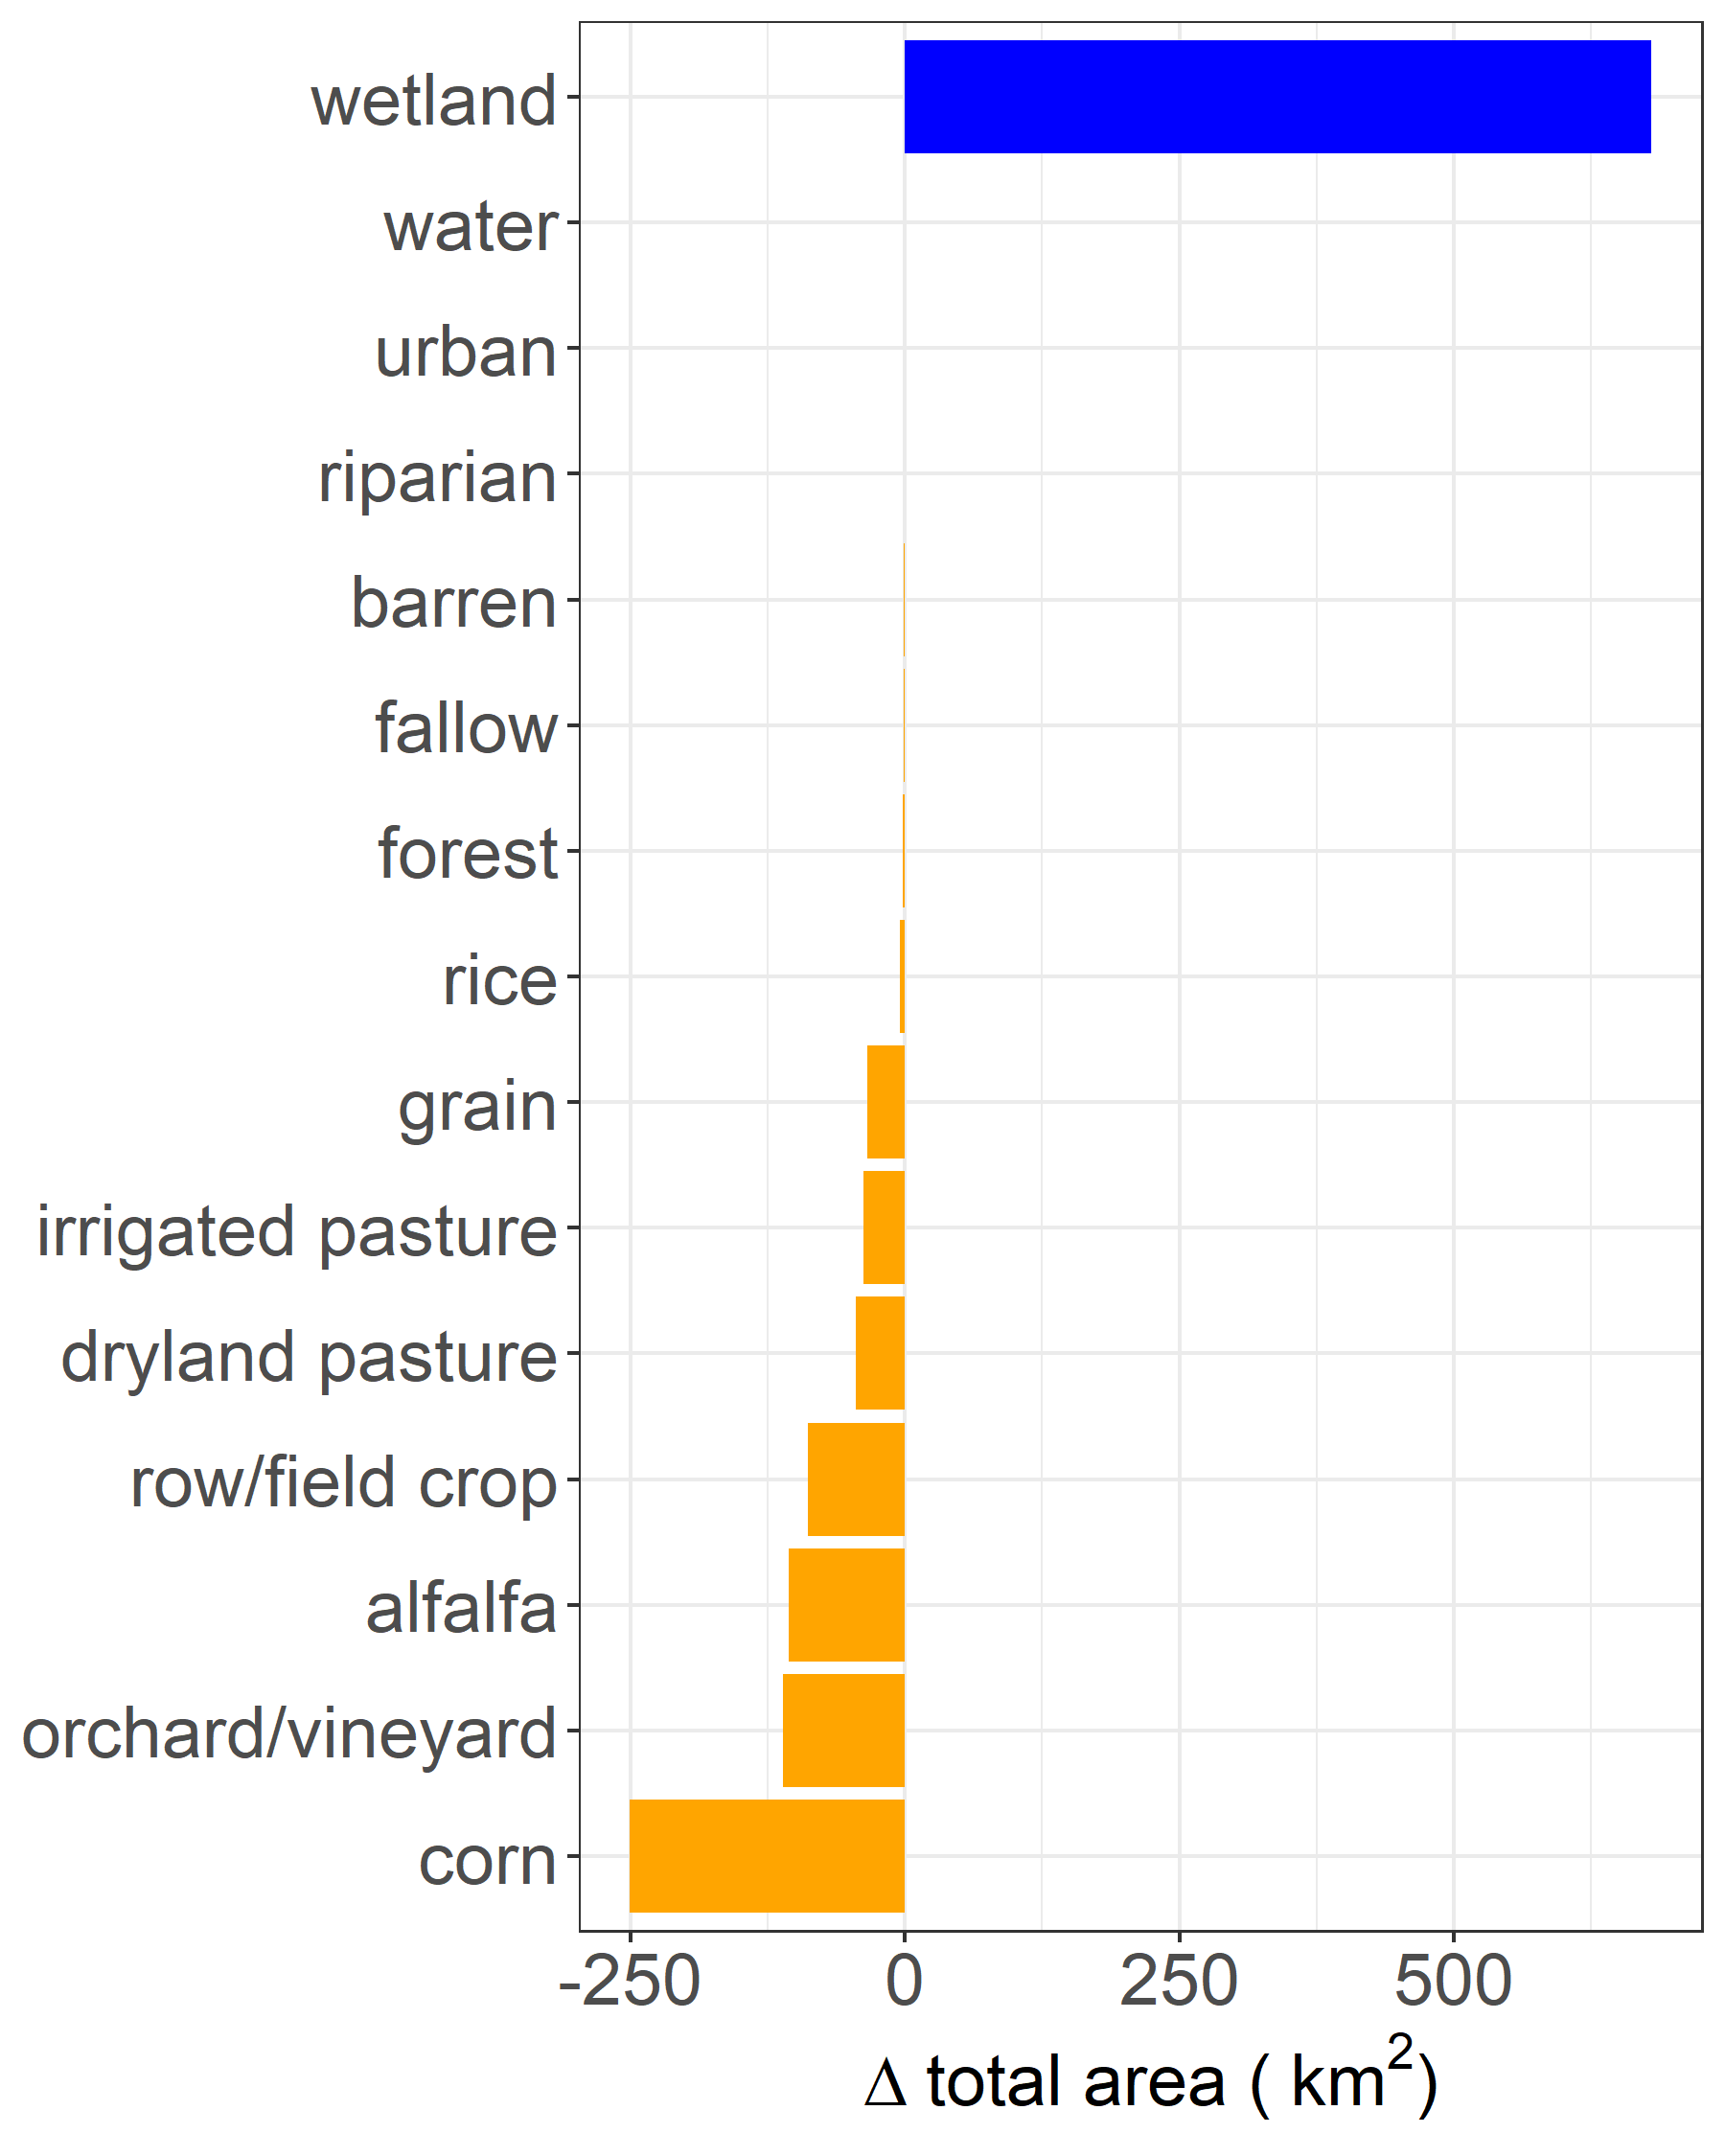 wetland
water
urban
riparian
barren
fallow
forest
rice
grain
irrigated pasture
dryland pasture
row/field crop
alfalfa
orchard/vineyard
corn
-250 0 250 500
Δ total area ( km²)